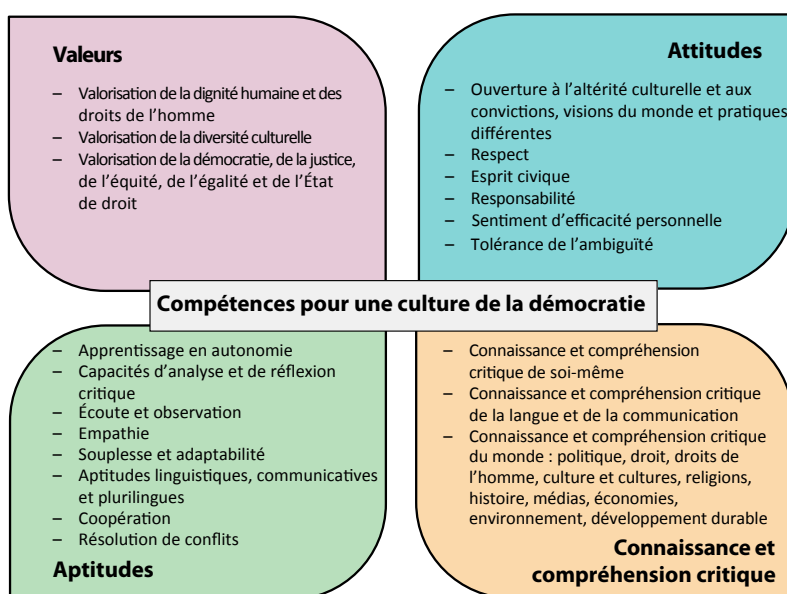 Valeurs
– Valorisation de la dignité humaine et des
droits de l'homme
– Valorisation de la diversité culturelle
– Valorisation de la démocratie, de la justice,
de l'équité, de l'égalité et de l'État
de droit
Attitudes
– Ouverture à l'altérité culturelle et aux
convictions, visions du monde et pratiques
différentes
– Respect
– Esprit civique
– Responsabilité
– Sentiment d'efficacité personnelle
– Tolérance de l'ambiguïté
Compétences pour une culture de la démocratie
– Apprentissage en autonomie
– Capacités d'analyse et de réflexion
critique
– Écoute et observation
– Empathie
– Souplesse et adaptabilité
– Aptitudes linguistiques, communicatives
et plurilingues
– Coopération
– Résolution de conflits
Aptitudes
– Connaissance et compréhension
critique de soi-même
– Connaissance et compréhension critique
de la langue et de la communication
– Connaissance et compréhension critique
du monde : politique, droit, droits de
l'homme, culture et cultures, religions,
histoire, médias, économies,
environnement, développement durable
Connaissance et
compréhension critique